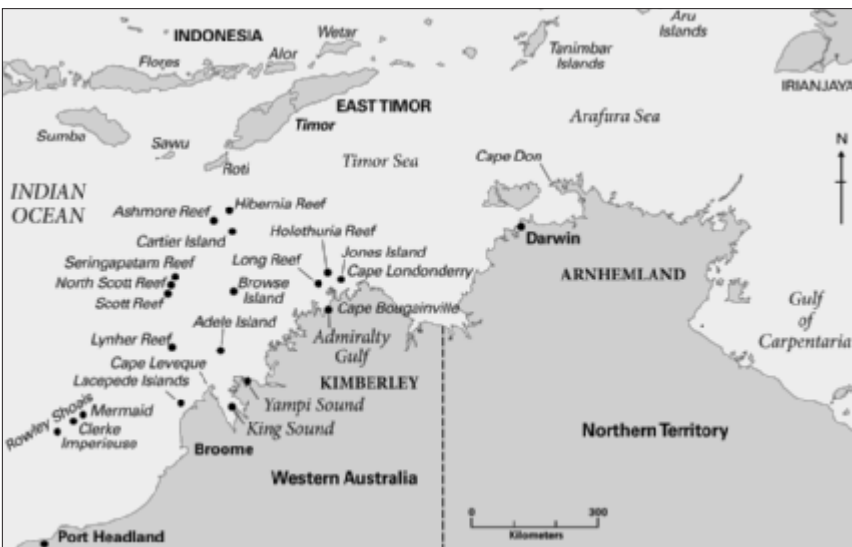 INDONESIA
Wetar
Aru
Islands
Alor
Flores
Tanimbar
Islands
IRIANJAYA
EAST TIMOR
Timor
Sumba
Sawu
Roti
Timor Sea
Arafura Sea
Cape Don
N
INDIAN
OCEAN
Ashmore Reef
Hibernia Reef
Cartier Island
Holothuria Reef
Jones Island
Long Reef
Cape Londonderry
Darwin
Seringapatam Reef
North Scott Reef
Scott Reef
Browse
Island
Cape Bougainville
ARNHEMLAND
Gulf
of
Carpentaria
Adele Island
Admiralty
Gulf
Lynher Reef
Cape Leveque
Lacepede Islands
KIMBERLEY
Yampi Sound
King Sound
Rowley Shoals
Mermaid
Clerke
Imperieuse
Broome
Northern Territory
Western Australia
0
300
Kilometers
Port Headland